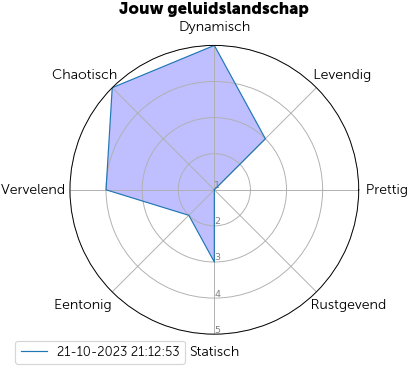 Jouw geluidslandschap
Dynamisch
Chaotisch
Levendig
Vervelend
1
Prettig
2
3
4
Eentonig
Rustgevend
5
21-10-2023 21:12:53
Statisch